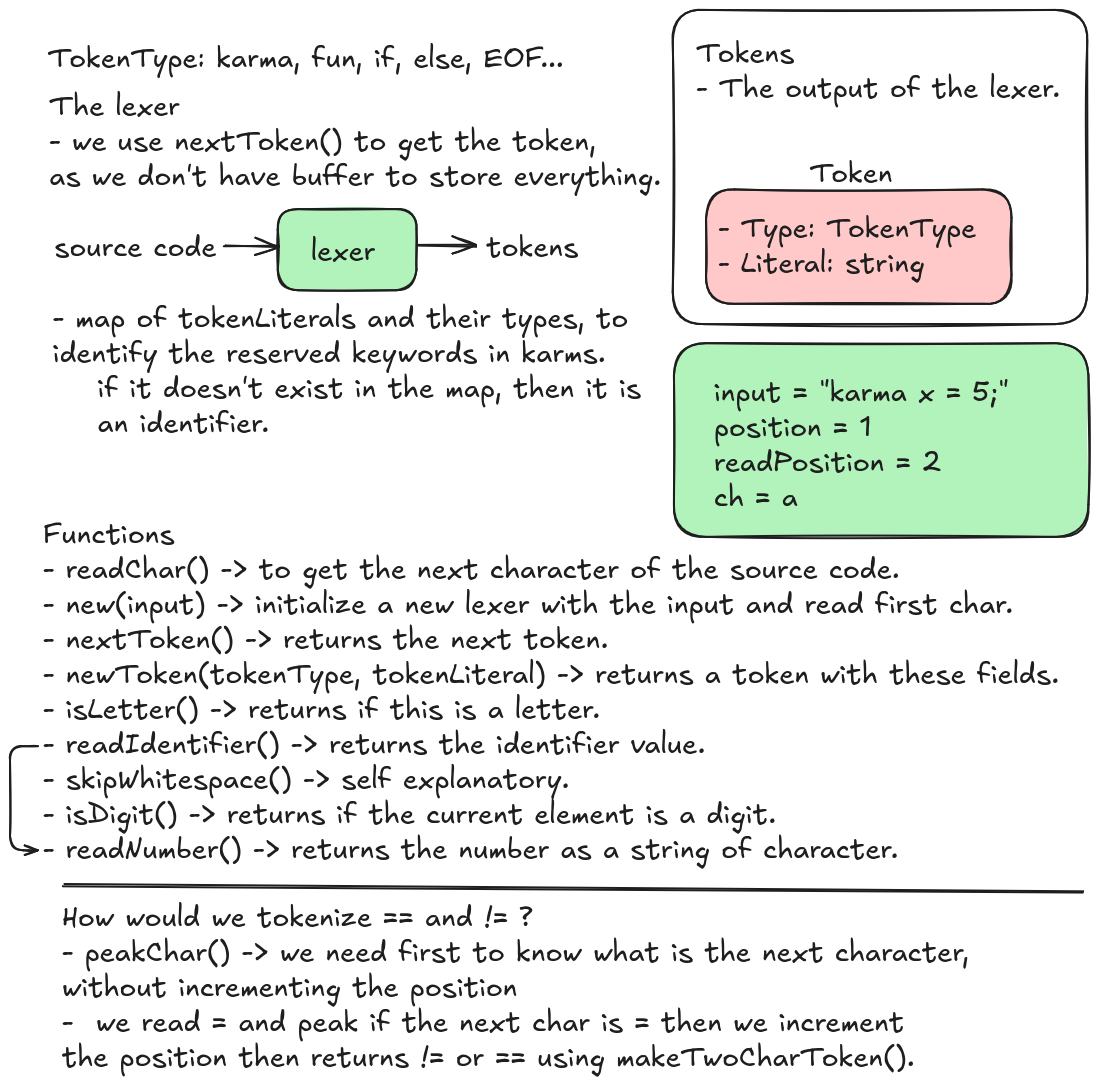 TokenType: karma, fun, if, else, EOF...
The lexer
- we use nextToken() to get the token,
as we don't have buffer to store everything.
source code
lexer
tokens
- map of tokenLiterals and their types, to
identify the reserved keywords in karms.
if it doesn't exist in the map, then it is
an identifier.
Tokens
- The output of the lexer.
Token
- Type: TokenType
- Literal: string
input = "karma x = 5;"
position = 1
readPosition = 2
ch = a
Functions
- readChar() -> to get the next character of the source code.
- new(input) -> initialize a new lexer with the input and read first char.
- nextToken() -> returns the next token.
- newToken(tokenType, tokenLiteral) -> returns a token with these fields.
- isLetter() -> returns if this is a letter.
- readIdentifier() -> returns the identifier value.
- skipWhitespace() -> self explanatory.
- isDigit() -> returns if the current element is a digit.
- readNumber() -> returns the number as a string of character.
How would we tokenize == and != ?
- peakChar() -> we need first to know what is the next character,
without incrementing the position
- we read = and peak if the next char is = then we increment
the position then returns != or == using makeTwoCharToken().